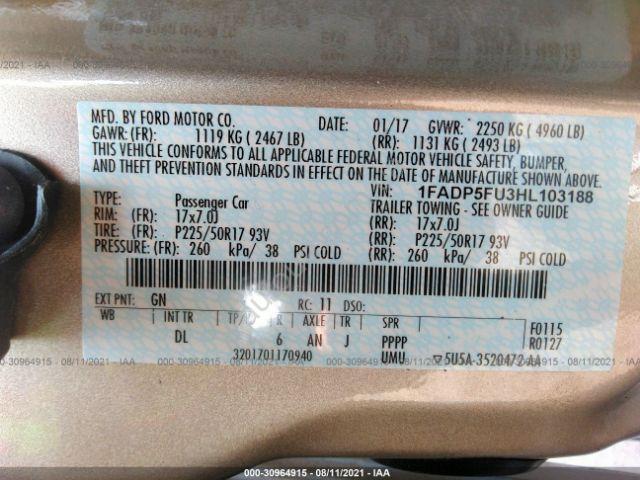 000-30964915 - 08/11/2021 - IAA
MFD. BY FORD MOTOR CO. DATE: 01/17 GVWR: 2250 KG ( 4960 LB)
GAWR: (FR): 1119 KG ( 2467 LB) (RR): 1131 KG ( 2493 LB)
THIS VEHICLE CONFORMS TO ALL APPLICABLE FEDERAL MOTOR VEHICLE SAFETY, BUMPER,
AND THEFT PREVENTION STANDARDS IN EFFECT ON THE DATE OF MANUFACTURE SHOWN ABOVE.
VIN: 1FADP5FU3HL103188
TYPE: Passenger Car TRAILER TOWING - SEE OWNER GUIDE
RIM: (FR): 17x7.0J (RR): 17x7.0J
TIRE: (FR): P225/50R17 93V (RR): P225/50R17 93V
PRESSURE: (FR): 260 kPa/ 38 PSI COLD (RR): 260 kPa/ 38 PSI COLD
EXT PNT: GN RC: 11 DSO:
WB INT TR R AXLE TR SPR F0115
DL 6 AN J PPPP R0127
3201701170940 UMU
000-30964915 - 08/11/2021 - IAA